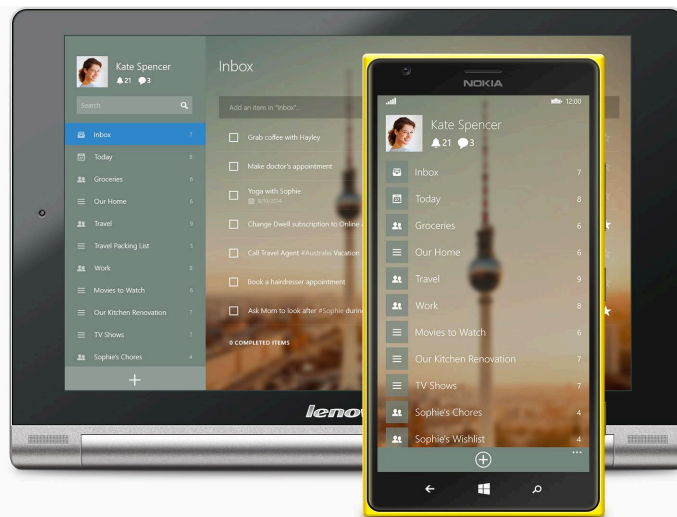 Kate Spencer
21 3
Search
Inbox 7
Today 8
Groceries 6
Our Home 6
Travel 9
Travel Packing List 5
Work 8
Movies to Watch 6
Our Kitchen Renovation 7
TV Shows 7
Sophie's Chores 4
Inbox
Add an item in "Inbox"...
Grab coffee with Hayley
Make doctor's appointment
Yoga with Sophie
9/10/2014
Change Dwell subscription to Online
Call Travel Agent #Australia Vacation
Book a hairdresser appointment
Ask Mom to look after #Sophie during
0 COMPLETED ITEMS
leno
NOKIA
12:00
Kate Spencer
21 3
Inbox 7
Today 8
Groceries 6
Our Home 6
Travel 9
Work 8
Movies to Watch 6
Our Kitchen Renovation 7
TV Shows 7
Sophie's Chores 4
Sophie's Wishlist 4